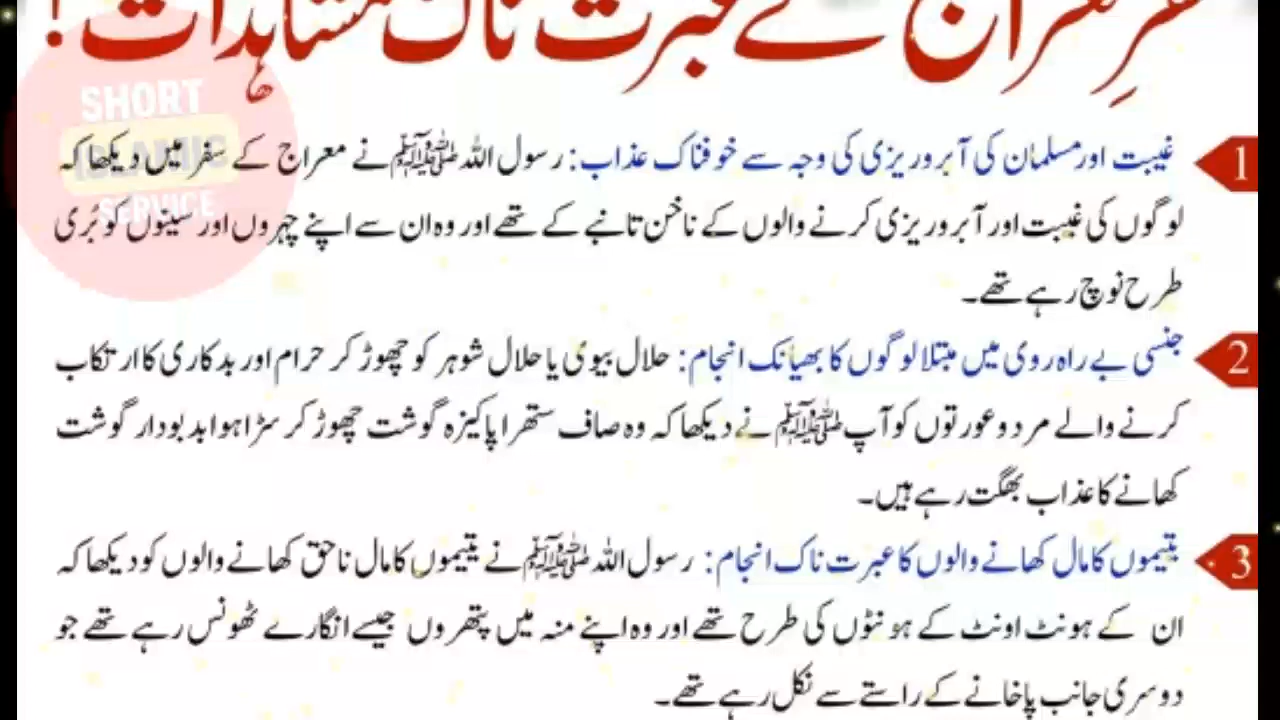 سفرِ معراج کے عبرت ناک مشاہدات!
SHORT
ISLAMIC
SERVICE
1 غیبت اور مسلمان کی آبروریزی کی وجہ سے خوفناک عذاب: رسول اللہ ﷺ نے معراج کے سفر میں دیکھا کہ
لوگوں کی غیبت اور آبروریزی کرنے والوں کے ناخن تانبے کے تھے اور وہ ان سے اپنے چہروں اور سینوں کو بُری
طرح نوچ رہے تھے۔
2 جنسی بے راہ روی میں مبتلا لوگوں کا بھیانک انجام: حلال بیوی یا حلال شوہر کو چھوڑ کر حرام اور بدکاری کا ارتکاب
کرنے والے مرد و عورتوں کو آپ ﷺ نے دیکھا کہ وہ صاف ستھرا پاکیزہ گوشت چھوڑ کر سڑا ہوا بدبودار گوشت
کھانے کا عذاب بھگت رہے ہیں۔
3 یتیموں کا مال کھانے والوں کا عبرت ناک انجام: رسول اللہ ﷺ نے یتیموں کا مال ناحق کھانے والوں کو دیکھا کہ
ان کے ہونٹ اونٹ کے ہونٹوں کی طرح تھے اور وہ اپنے منہ میں پتھروں جیسے انگارے ٹھونس رہے تھے جو
دوسری جانب پاخانے کے راستے سے نکل رہے تھے۔